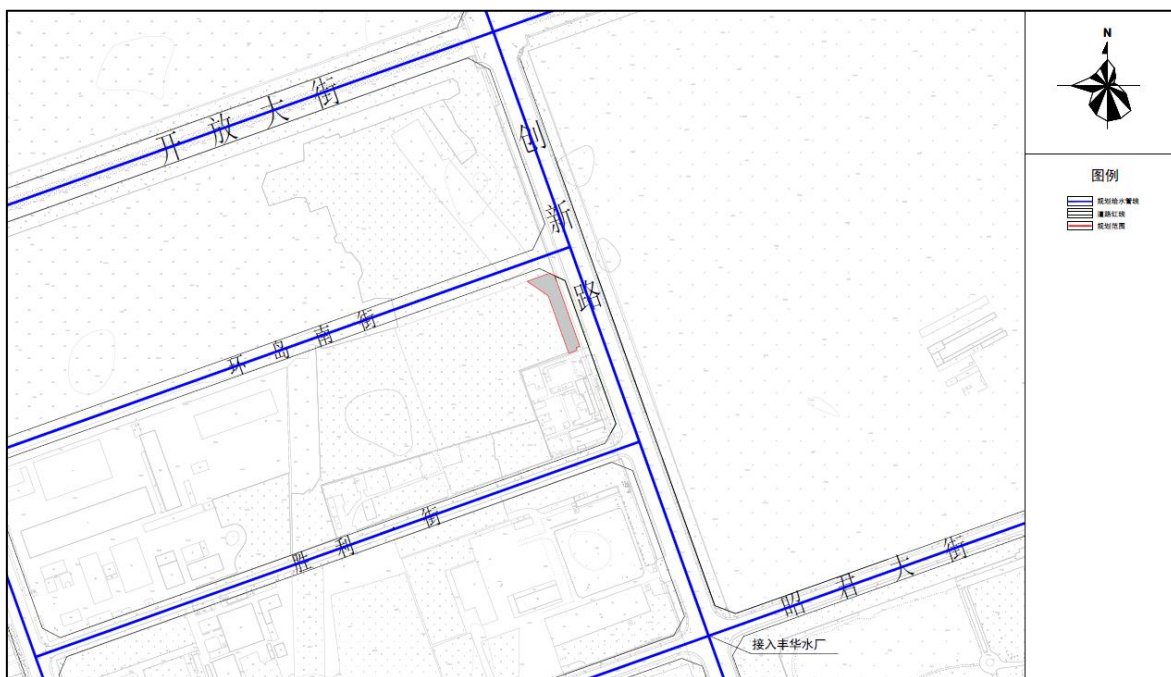 N
图例
规划给水管线
道路红线
规划范围
开放大街
创新路
环岛南街
胜利一街
昭君大街
接入丰华水厂